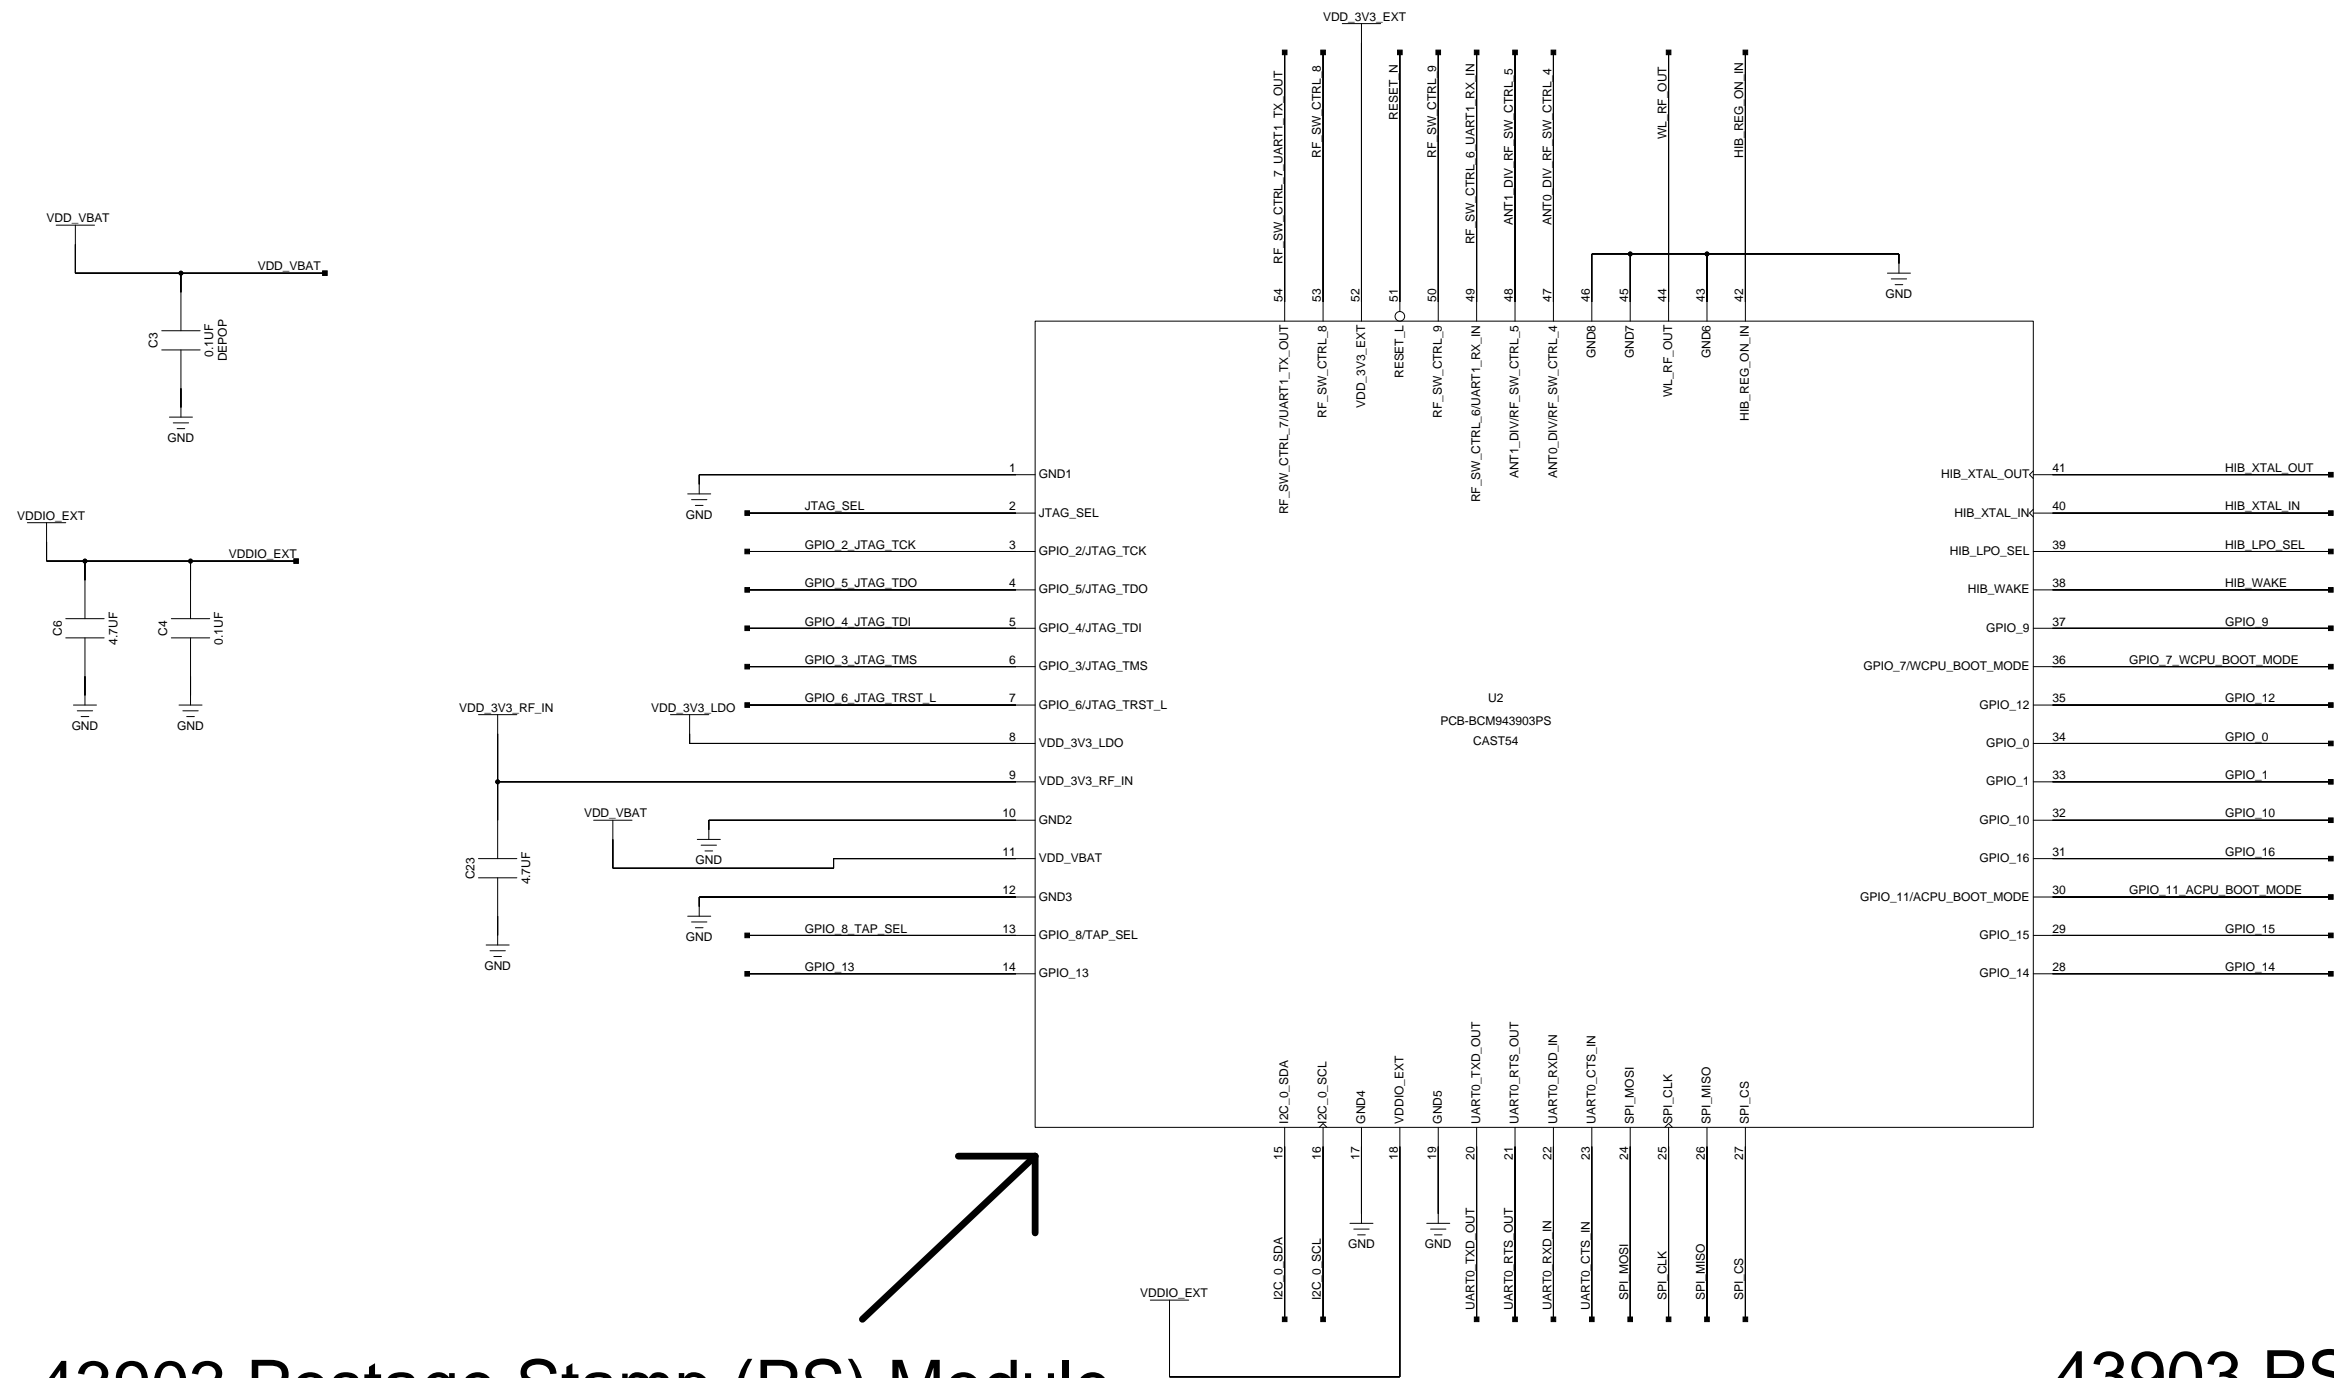 VDD_3V3_EXT
RF_SW_CTRL_7_UART1_TX_OUT
RF_SW_CTRL_8
RESET_N
RF_SW_CTRL_9
RF_SW_CTRL_6_UART1_RX_IN
ANT1_DIV_RF_SW_CTRL_5
ANT0_DIV_RF_SW_CTRL_4
WL_RF_OUT
HIB_REG_ON_IN
54
53
52
51
50
49
48
47
46
45
44
43
42
GND
RF_SW_CTRL_7/UART1_TX_OUT
RF_SW_CTRL_8
VDD_3V3_EXT
RESET_L
RF_SW_CTRL_9
RF_SW_CTRL_6/UART1_RX_IN
ANT1_DIV/RF_SW_CTRL_5
ANT0_DIV/RF_SW_CTRL_4
GND8
GND7
WL_RF_OUT
GND6
HIB_REG_ON_IN
VDD_VBAT
VDD_VBAT
C3
0.1UF
DEPOP
GND
VDDIO_EXT
VDDIO_EXT
C6
4.7UF
C4
0.1UF
GND
GND
1 GND1
GND
JTAG_SEL 2 JTAG_SEL
GPIO_2_JTAG_TCK 3 GPIO_2/JTAG_TCK
GPIO_5_JTAG_TDO 4 GPIO_5/JTAG_TDO
GPIO_4_JTAG_TDI 5 GPIO_4/JTAG_TDI
GPIO_3_JTAG_TMS 6 GPIO_3/JTAG_TMS
GPIO_6_JTAG_TRST_L 7 GPIO_6/JTAG_TRST_L
VDD_3V3_RF_IN
VDD_3V3_LDO
8 VDD_3V3_LDO
9 VDD_3V3_RF_IN
VDD_VBAT
10 GND2
GND
11 VDD_VBAT
C23
4.7UF
GND
12 GND3
GND
GPIO_8_TAP_SEL 13 GPIO_8/TAP_SEL
GPIO_13 14 GPIO_13
U2
PCB-BCM943903PS
CAST54
HIB_XTAL_OUT 41 HIB_XTAL_OUT
HIB_XTAL_IN 40 HIB_XTAL_IN
HIB_LPO_SEL 39 HIB_LPO_SEL
HIB_WAKE 38 HIB_WAKE
GPIO_9 37 GPIO_9
GPIO_7/WCPU_BOOT_MODE 36 GPIO_7_WCPU_BOOT_MODE
GPIO_12 35 GPIO_12
GPIO_0 34 GPIO_0
GPIO_1 33 GPIO_1
GPIO_10 32 GPIO_10
GPIO_16 31 GPIO_16
GPIO_11/ACPU_BOOT_MODE 30 GPIO_11_ACPU_BOOT_MODE
GPIO_15 29 GPIO_15
GPIO_14 28 GPIO_14
I2C_0_SDA
I2C_0_SCL
GND4
VDDIO_EXT
GND5
UART0_TXD_OUT
UART0_RTS_OUT
UART0_RXD_IN
UART0_CTS_IN
SPI_MOSI
SPI_CLK
SPI_MISO
SPI_CS
15
16
17
18
19
20
21
22
23
24
25
26
27
I2C_0_SDA
I2C_0_SCL
GND
GND
UART0_TXD_OUT
UART0_RTS_OUT
UART0_RXD_IN
UART0_CTS_IN
SPI_MOSI
SPI_CLK
SPI_MISO
SPI_CS
VDDIO_EXT
43903 Postage Stamp (PS) Module
43903 PS